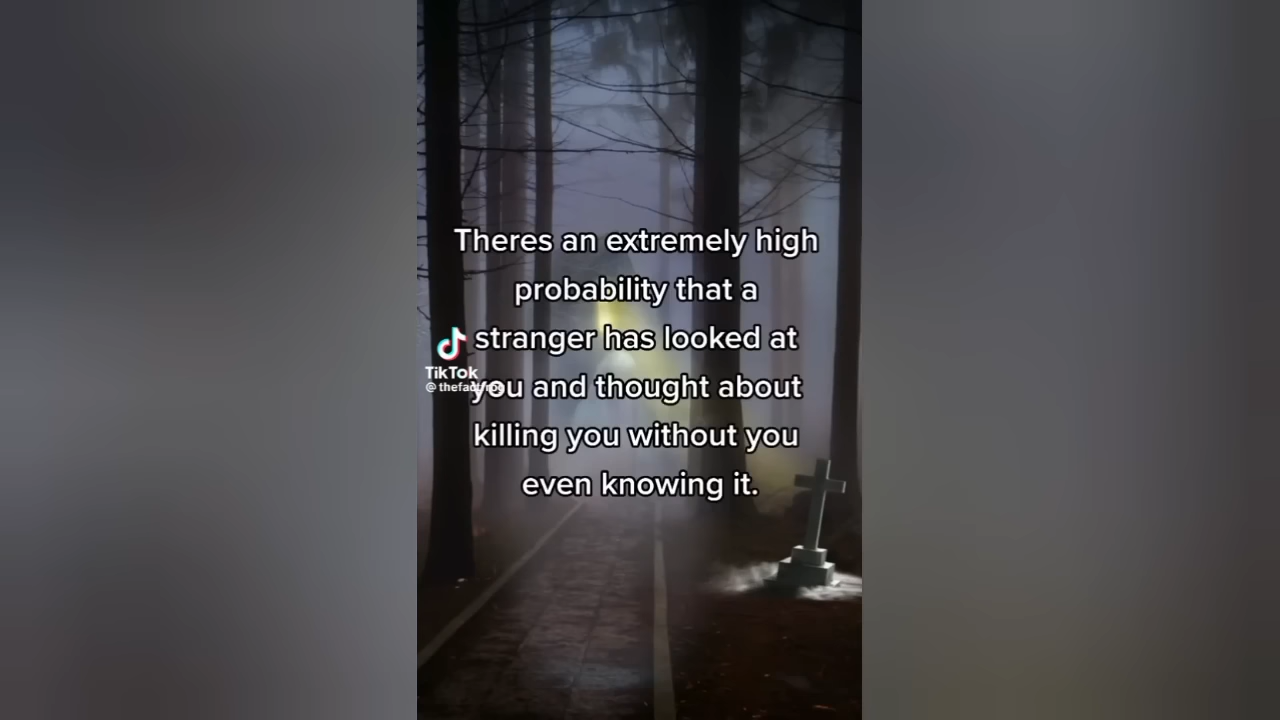 Theres an extremely high
probability that a
stranger has looked at
you and thought about
killing you without you
even knowing it.
TikTok